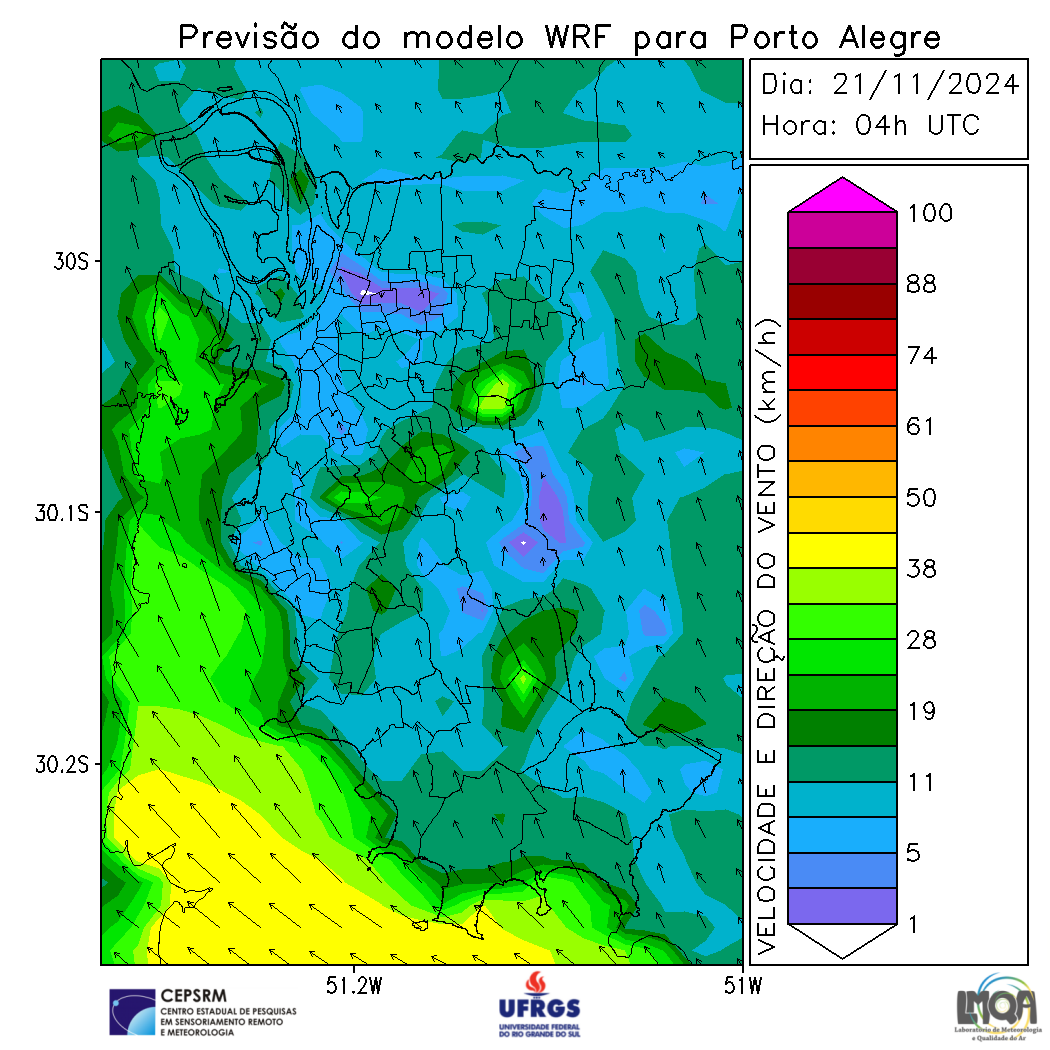 Previsão do modelo WRF para Porto Alegre
Dia: 21/11/2024
Hora: 04h UTC
30S
30.1S
30.2S
51.2W
51W
VELOCIDADE E DIREÇÃO DO VENTO (km/h)
100
88
74
61
50
38
28
19
11
5
1
CEPSRM
CENTRO ESTADUAL DE PESQUISAS
EM SENSORIAMENTO REMOTO
E METEOROLOGIA
UFRGS
UNIVERSIDADE FEDERAL
DO RIO GRANDE DO SUL
LMQA
Laboratório de Meteorologia
e Qualidade do Ar